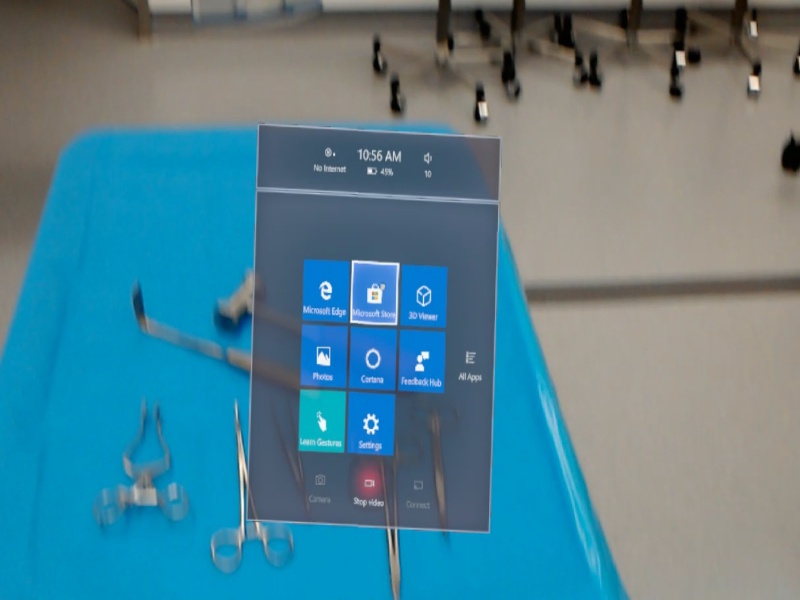 10:56 AM
No Internet
45%
10
Microsoft Edge
Microsoft Store
3D Viewer
Photos
Cortana
Feedback Hub
All Apps
Learn Gestures
Settings
Camera
Stop video
Connect